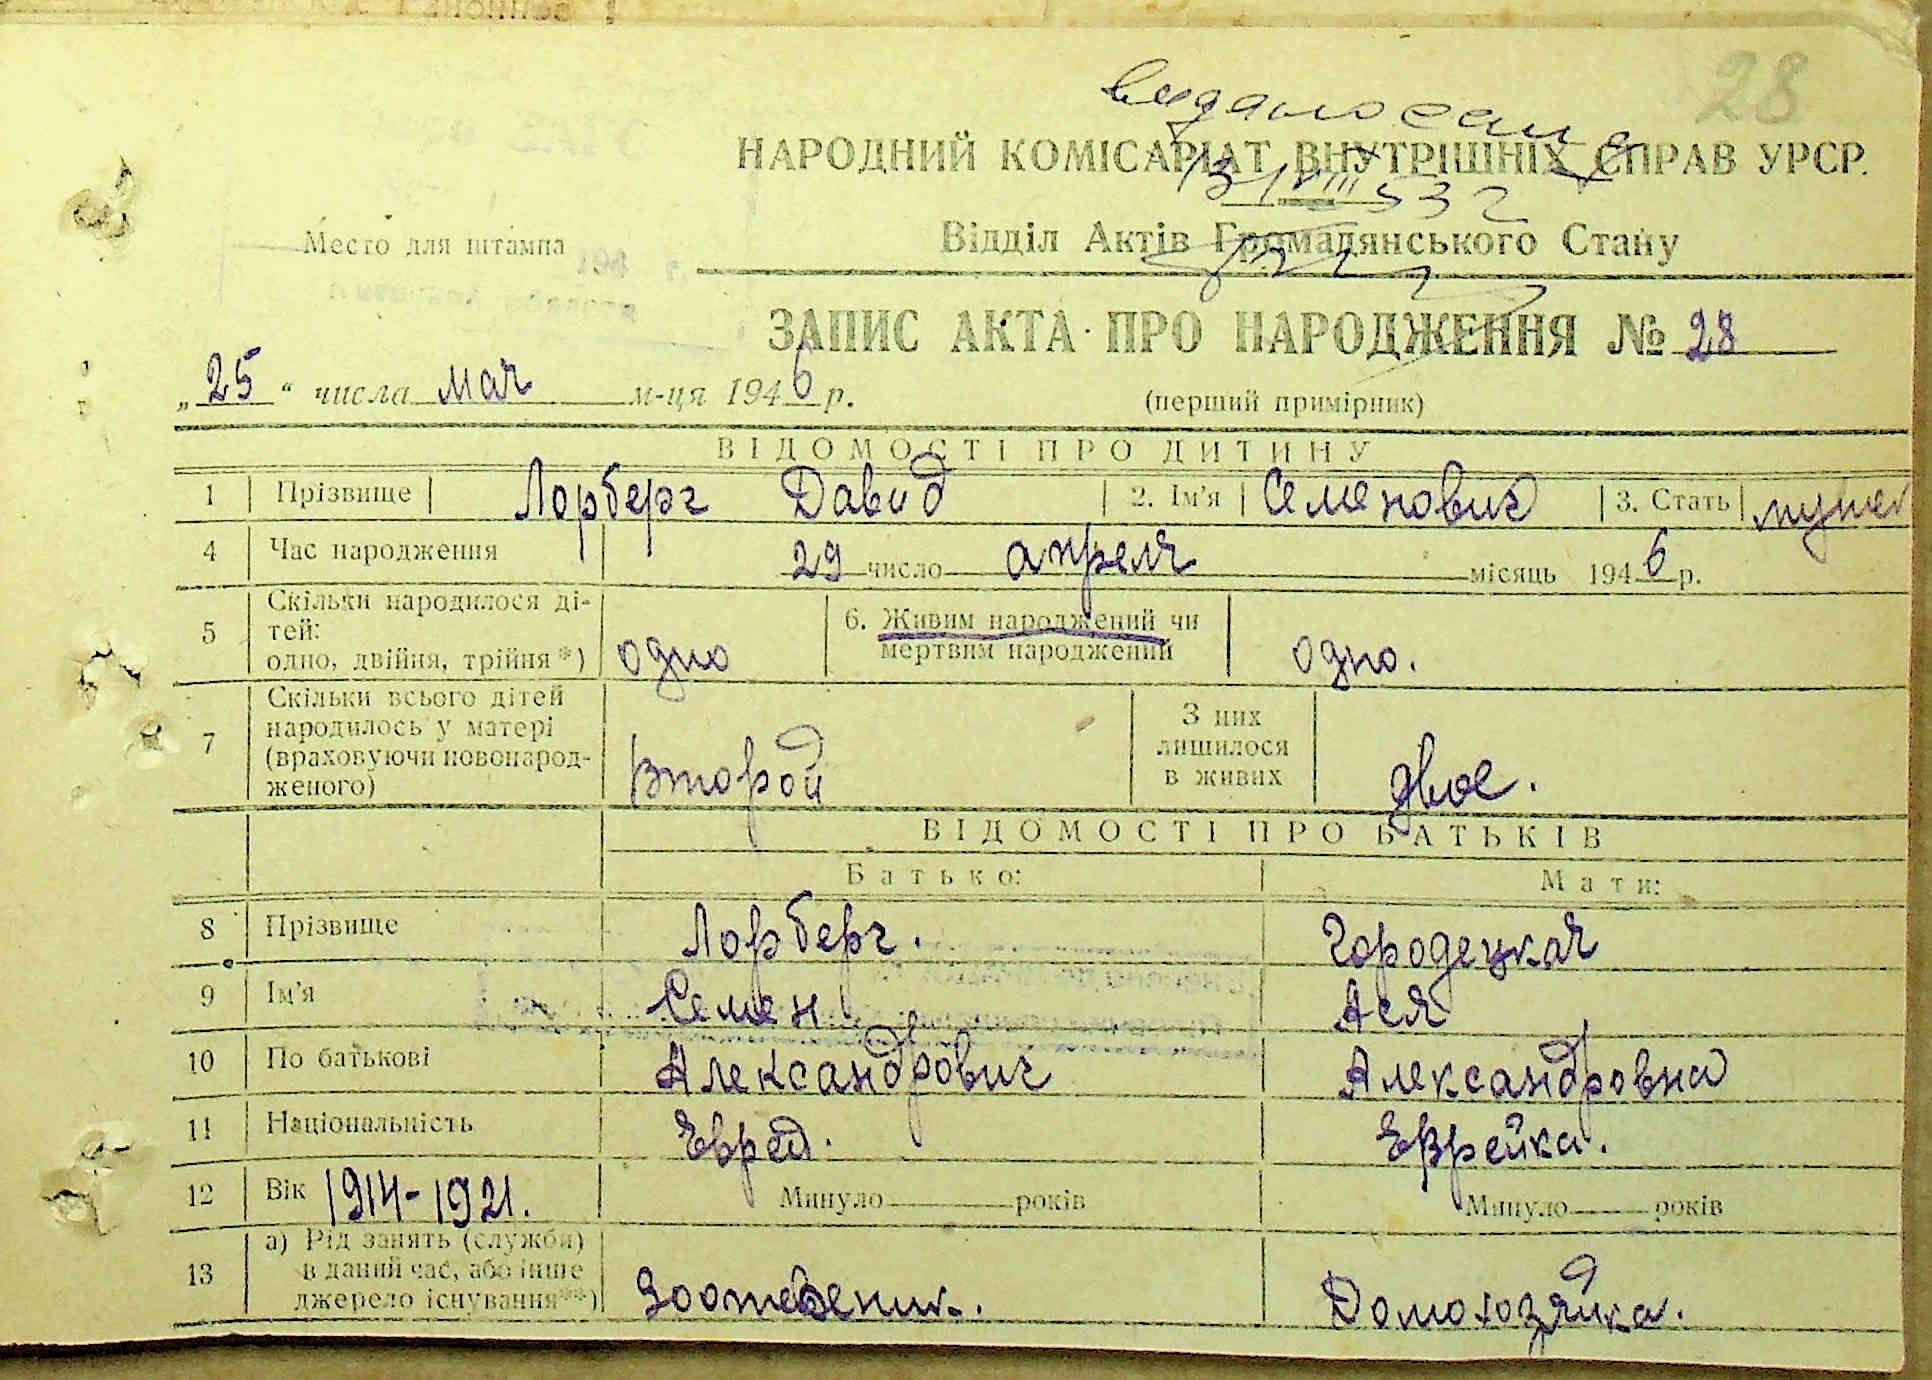 28
НАРОДНИЙ КОМІСАРІАТ ВНУТРІШНІХ СПРАВ УРСР.
Место для штампа
Відділ Актів Громадянського Стану
ЗАПИС АКТА ПРО НАРОДЖЕННЯ № 28
„25“ числа мая м-ця 1946 р.
(перший примірник)
ВІДОМОСТІ ПРО ДИТИНУ
1 Прізвище Лорберг Давид 2. Ім'я Семенович 3. Стать
4 Час народження 29 число апреля місяць 1946 р.
5 Скільки народилося ді-
тей:
одно, двійня, трійня *) одно
6. Живим народжений чи
мертвим народжений одно.
7 Скільки всього дітей
народилось у матері
(враховуючи новонарод-
женого) второй
З них
лишилося
в живих двое.
ВІДОМОСТІ ПРО БАТЬКІВ
Батько: Мати:
8 Прізвище Лорберг. Городецкая
9 Ім'я Семен Ася
10 По батькові Александрович Александровна
11 Національність Еврей. Еврейка.
12 Вік 1914-1921. Минуло років Минуло років
13 а) Рід занять (служби)
в даний час, або інше
джерело існування **) Домохозяйка.